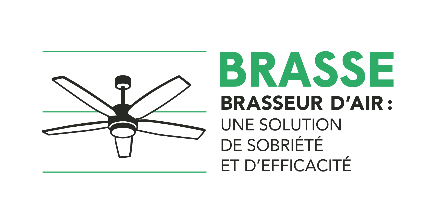 BRASSE
BRASSEUR D'AIR :
UNE SOLUTION
DE SOBRIÉTÉ
ET D'EFFICACITÉ